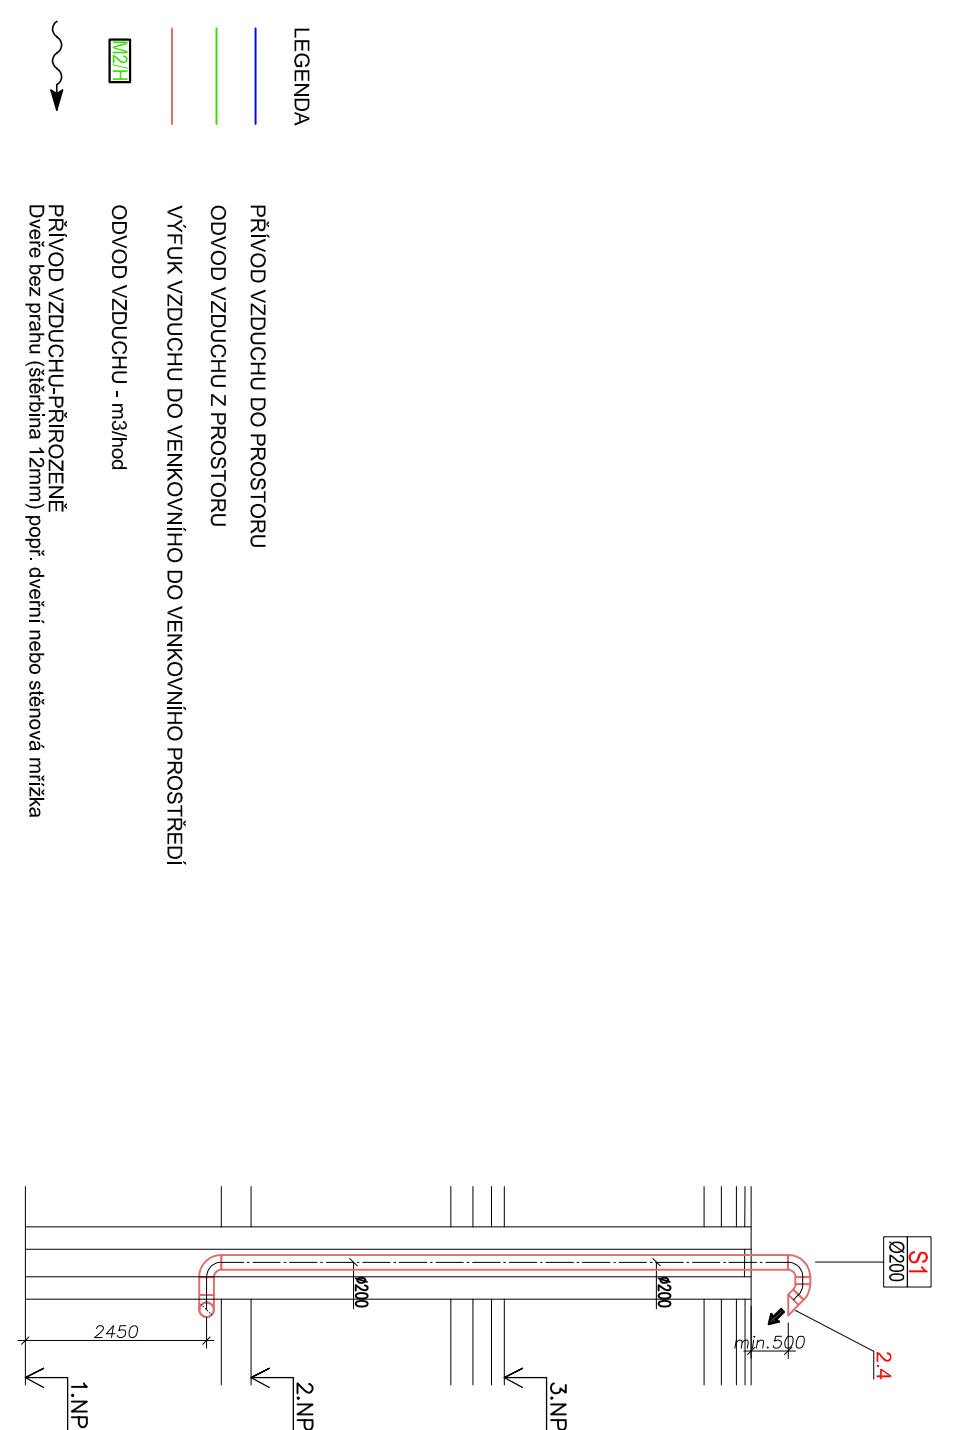 LEGENDA
PŘÍVOD VZDUCHU DO PROSTORU
ODVOD VZDUCHU Z PROSTORU
VÝFUK VZDUCHU DO VENKOVNÍHO DO VENKOVNÍHO PROSTŘEDÍ
M2/H
ODVOD VZDUCHU - m3/hod
PŘÍVOD VZDUCHU-PŘIROZENĚ
Dveře bez prahu (štěrbina 12mm) popř. dveřní nebo stěnová mřížka
S1
Ø200
2.4
min.500
ø200
ø200
2450
3.NP
2.NP
1.NP